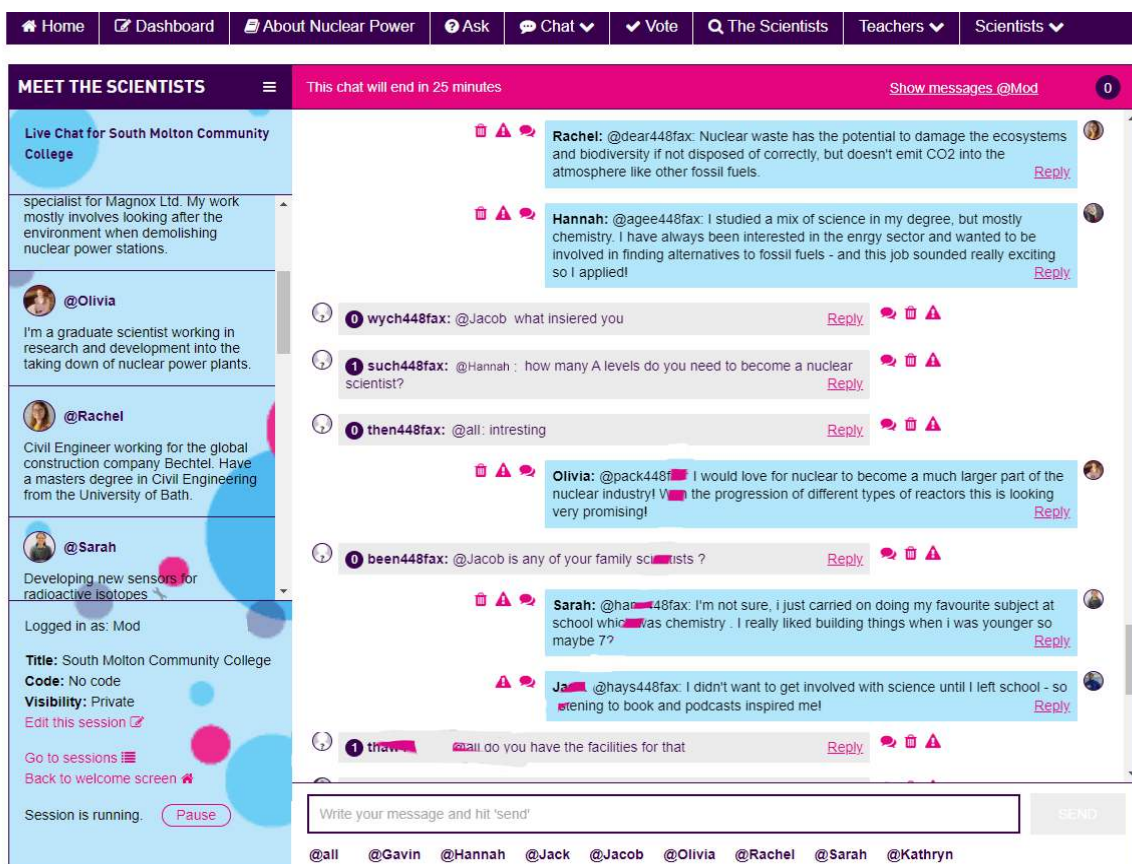 Home Dashboard About Nuclear Power Ask Chat Vote The Scientists Teachers Scientists
MEET THE SCIENTISTS
This chat will end in 25 minutes Show messages @Mod 0
Live Chat for South Molton Community
College
specialist for Magnox Ltd. My work
mostly involves looking after the
environment when demolishing
nuclear power stations.
@Olivia
I'm a graduate scientist working in
research and development into the
taking down of nuclear power plants.
@Rachel
Civil Engineer working for the global
construction company Bechtel. Have
a masters degree in Civil Engineering
from the University of Bath.
@Sarah
Developing new sensors for
radioactive isotopes
Logged in as: Mod
Title: South Molton Community College
Code: No code
Visibility: Private
Edit this session
Go to sessions
Back to welcome screen
Session is running. Pause
Rachel: @dear448fax: Nuclear waste has the potential to damage the ecosystems
and biodiversity if not disposed of correctly, but doesn't emit CO2 into the
atmosphere like other fossil fuels. Reply
Hannah: @agee448fax: I studied a mix of science in my degree, but mostly
chemistry. I have always been interested in the enrgy sector and wanted to be
involved in finding alternatives to fossil fuels - and this job sounded really exciting
so I applied! Reply
0 wych448fax: @Jacob what insiered you Reply
1 such448fax: @Hannah : how many A levels do you need to become a nuclear
scientist? Reply
0 then448fax: @all: intresting Reply
Olivia: I would love for nuclear to become a much larger part of the
nuclear industry! the progression of different types of reactors this is looking
very promising! Reply
0 been448fax: @Jacob is any of your family ? Reply
Sarah: I'm not sure, i just carried on doing my favourite subject at
school chemistry . I really liked building things when i was younger so
maybe 7? Reply
@hays448fax: I didn't want to get involved with science until I left school - so
to book and podcasts inspired me! Reply
1 do you have the facilities for that Reply
Write your message and hit 'send'
SEND
@all @Gavin @Hannah @Jack @Jacob @Olivia @Rachel @Sarah @Kathryn